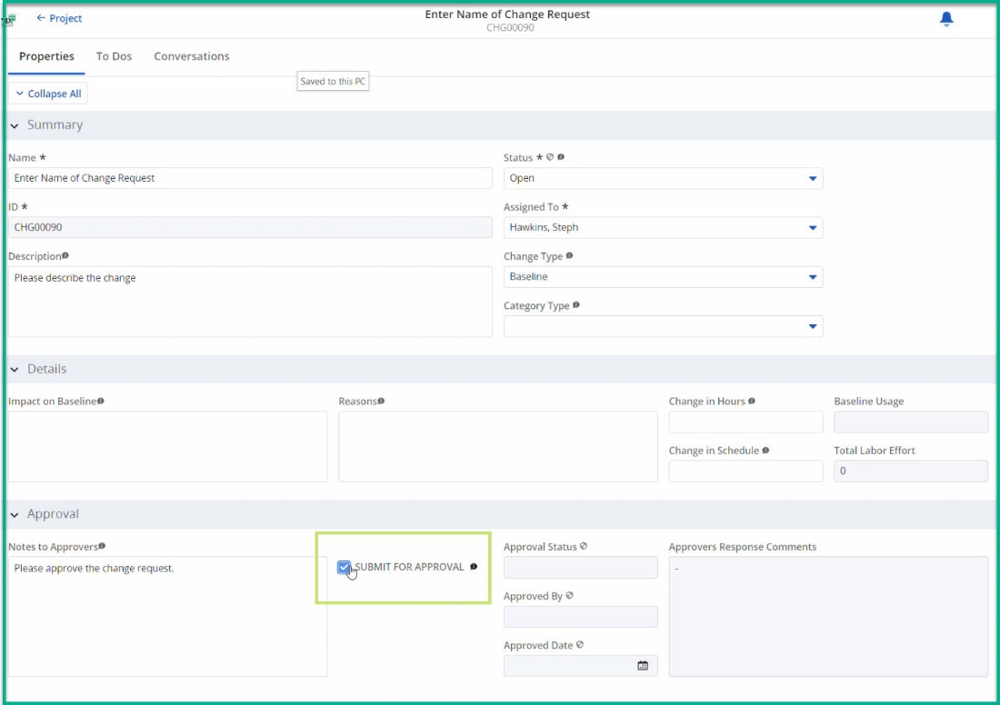 ← Project
Enter Name of Change Request
CHG00090
Properties To Dos Conversations
Saved to this PC
Collapse All
Summary
Name *
Enter Name of Change Request
ID *
CHG00090
Description
Please describe the change
Status *
Open
Assigned To *
Hawkins, Steph
Change Type
Baseline
Category Type
Details
Impact on Baseline
Reasons
Change in Hours
Baseline Usage
Change in Schedule
Total Labor Effort
0
Approval
Notes to Approvers
Please approve the change request.
SUBMIT FOR APPROVAL
Approval Status
Approved By
Approved Date
Approvers Response Comments
-